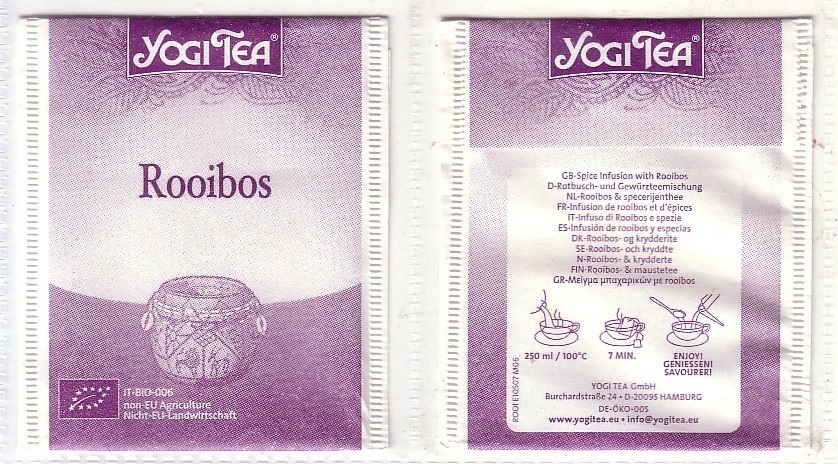 YOGI TEA®
Rooibos
IT-BIO-006
non-EU Agriculture
Nicht-EU-Landwirtschaft
YOGI TEA®
GB-Spice Infusion with Rooibos
D-Rotbusch- und Gewürzteemischung
NL-Rooibos & specerijenthee
FR-Infusion de rooibos et d'épices
IT-Infuso di Rooibos e spezie
ES-Infusión de rooibos y especias
DK-Rooibos- og krydderite
SE-Rooibos- och kryddte
N-Rooibos- & krydderte
FIN-Rooibos- & maustetee
GR-Μείγμα μπαχαρικών με rooibos
250 ml / 100°C
7 MIN.
ENJOY!
GENIESSEN!
SAVOURER!
YOGI TEA GmbH
Burchardstraße 24 • D-20095 HAMBURG
DE-ÖKO-005
www.yogitea.eu • info@yogitea.eu
ROOI E10507 M06